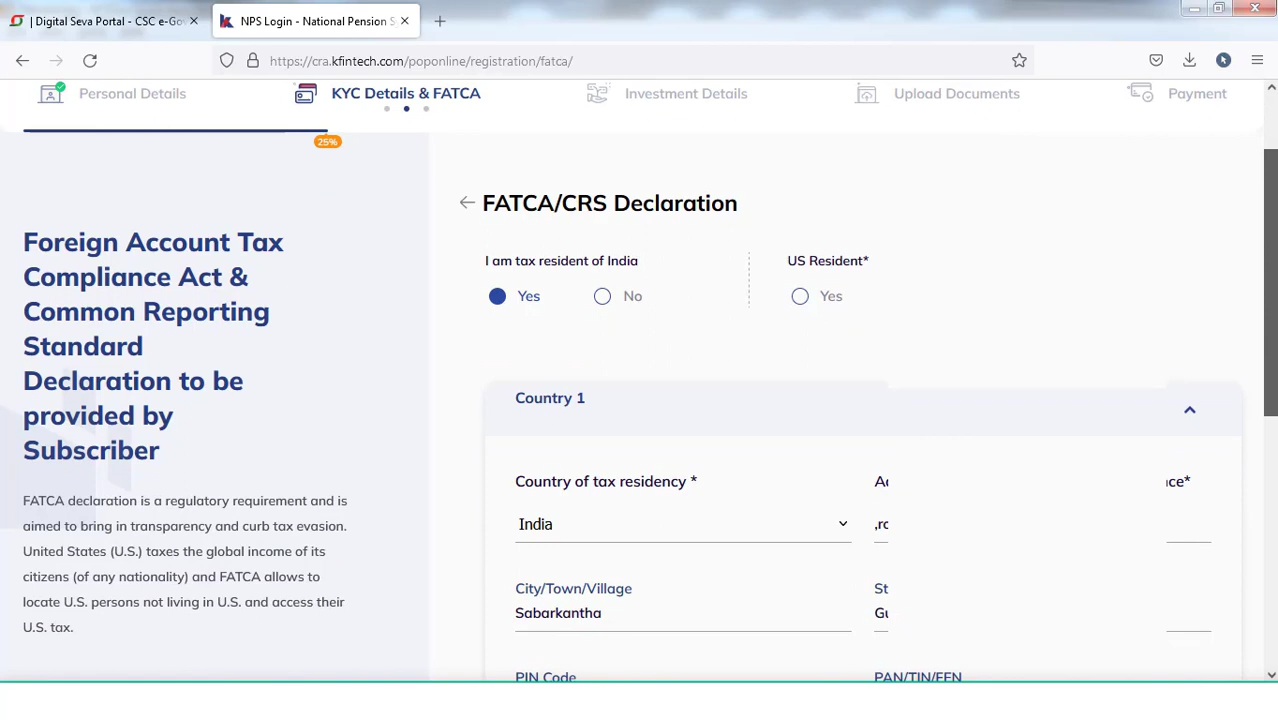 | Digital Seva Portal - CSC e-Gov
NPS Login - National Pension S
https://cra.kfintech.com/poponline/registration/fatca/
Personal Details
KYC Details & FATCA
Investment Details
Upload Documents
Payment
25%
FATCA/CRS Declaration
Foreign Account Tax
Compliance Act &
Common Reporting
Standard
Declaration to be
provided by
Subscriber
I am tax resident of India
US Resident*
Yes
No
Yes
Country 1
Country of tax residency *
India
City/Town/Village
Sabarkantha
PIN Code
PAN/TIN/FEN
FATCA declaration is a regulatory requirement and is
aimed to bring in transparency and curb tax evasion.
United States (U.S.) taxes the global income of its
citizens (of any nationality) and FATCA allows to
locate U.S. persons not living in U.S. and access their
U.S. tax.